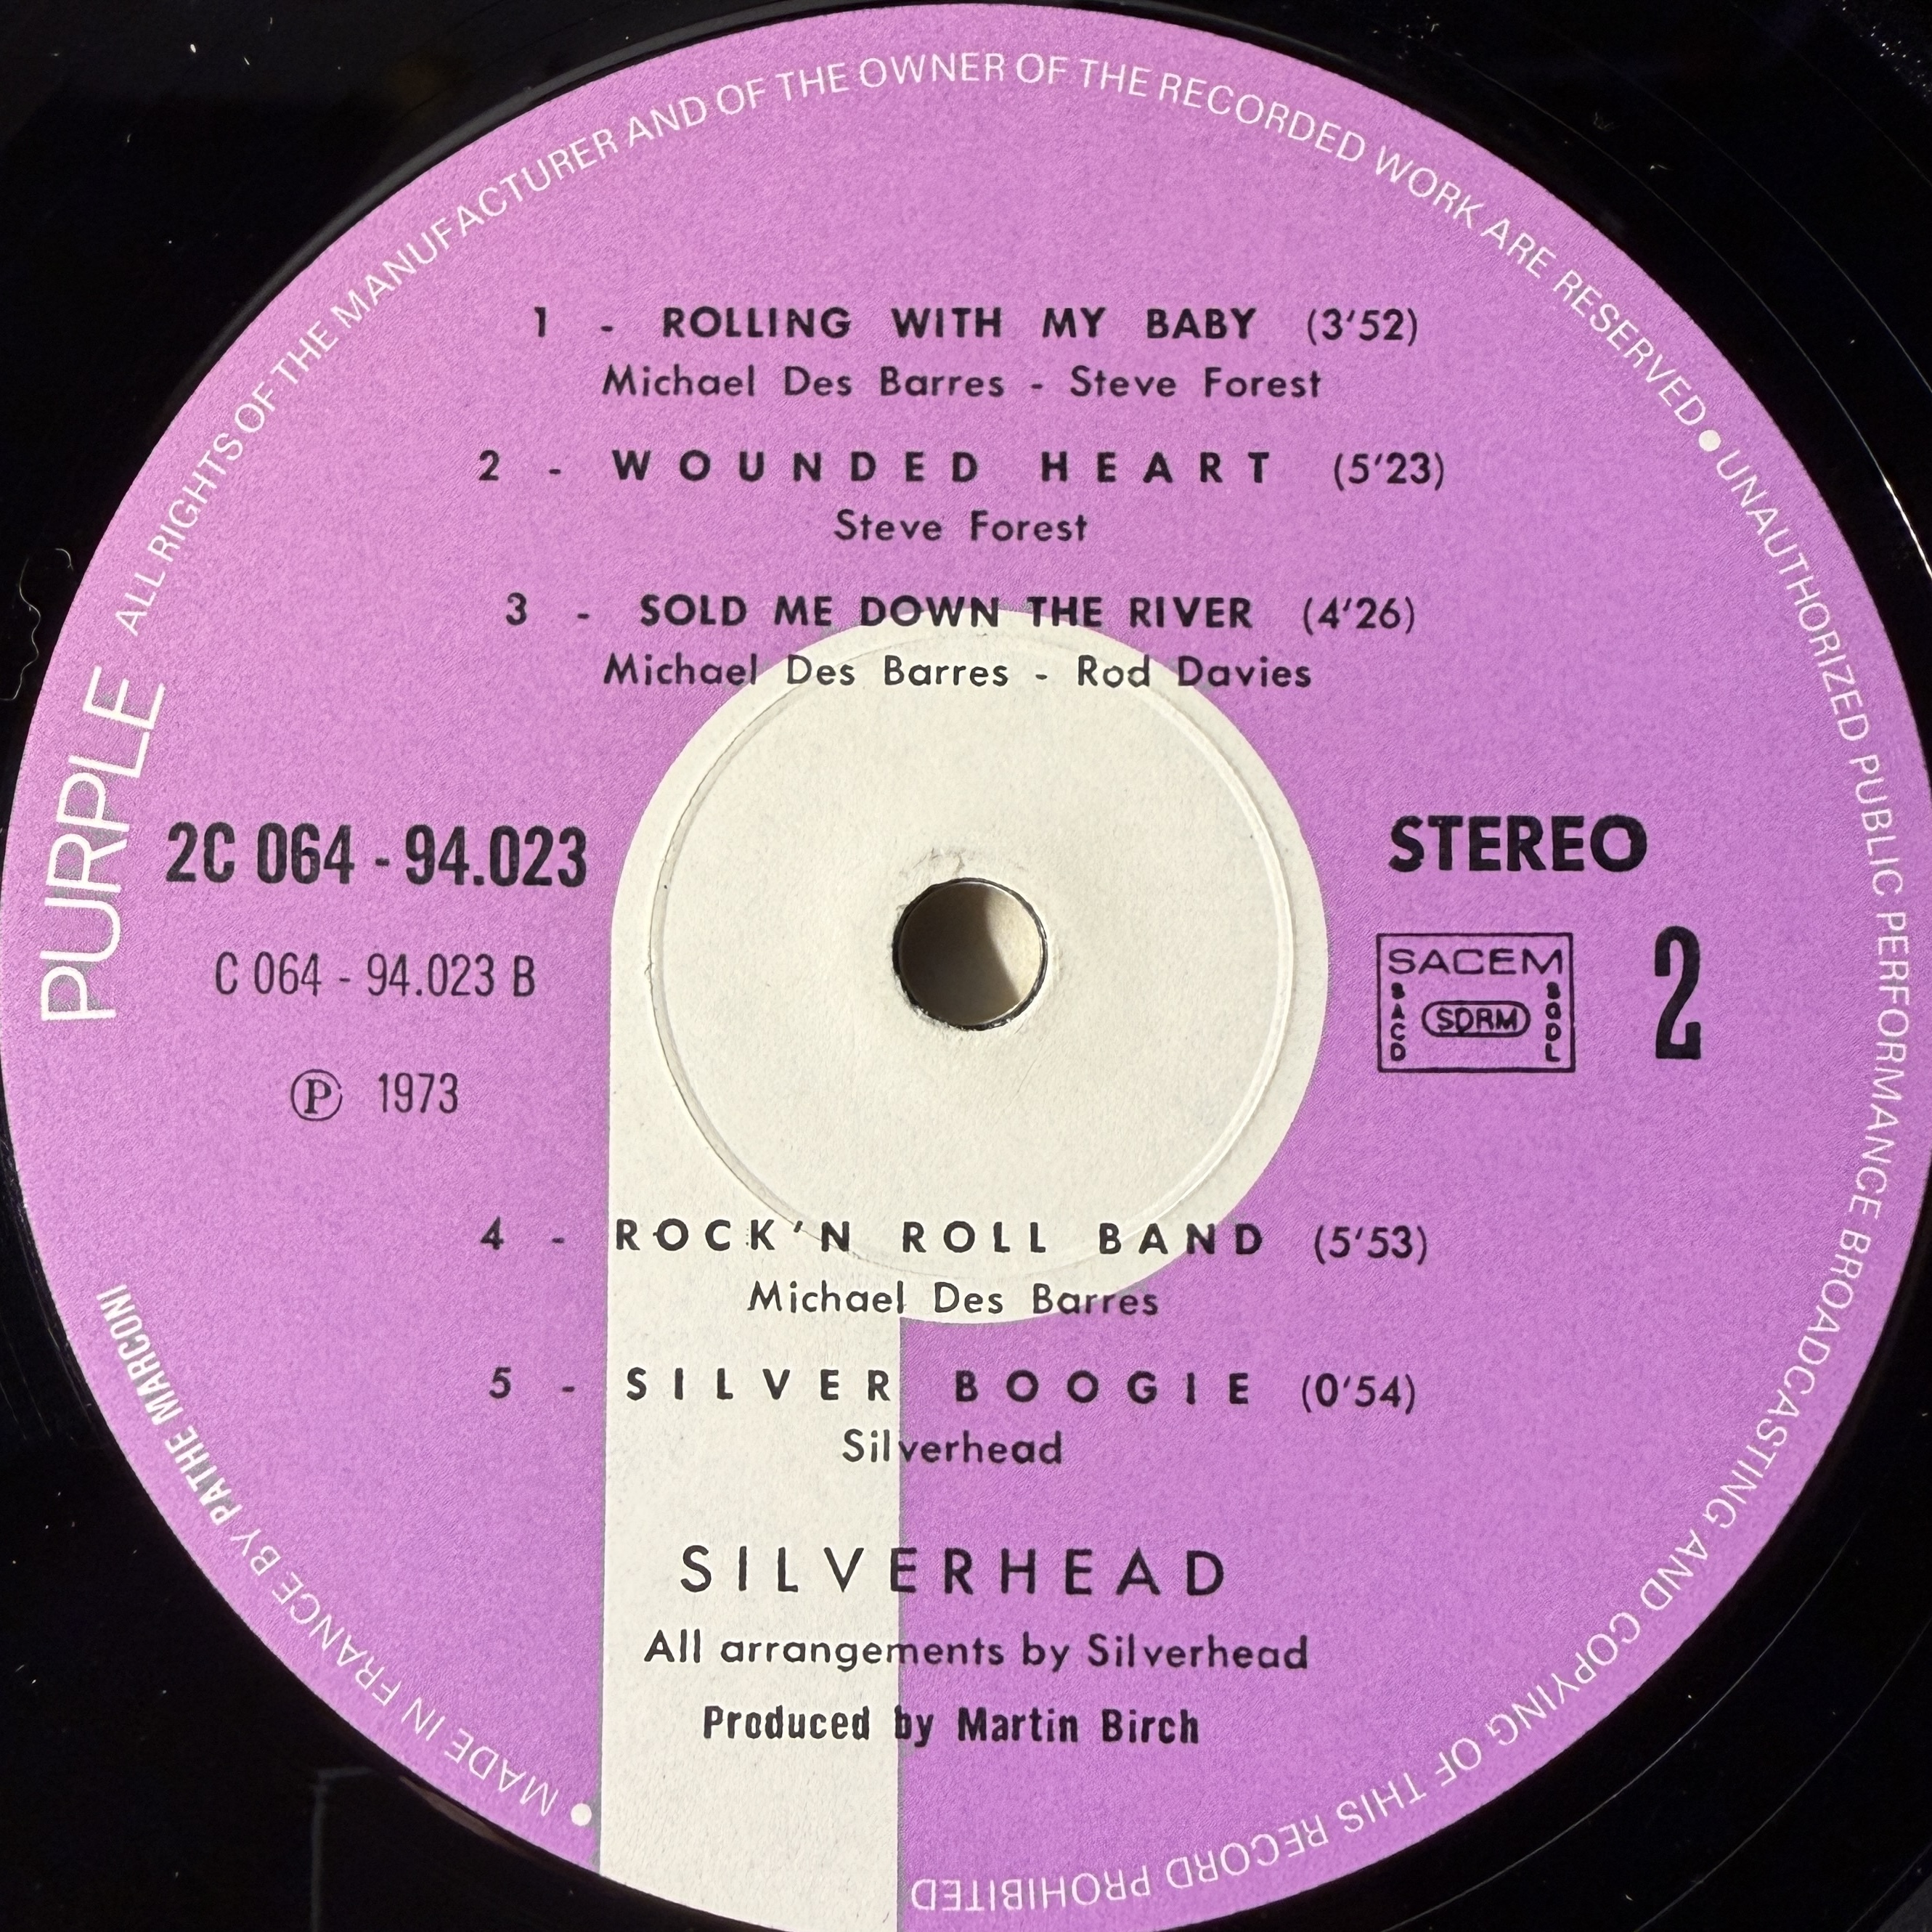 ALL RIGHTS OF THE MANUFACTURER AND OF THE OWNER OF THE RECORDED WORK ARE RESERVED ● UNAUTHORIZED PUBLIC PERFORMANCE BROADCASTING AND COPYING OF THIS RECORD PROHIBITED
1 - ROLLING WITH MY BABY (3'52)
Michael Des Barres - Steve Forest
2 - WOUNDED HEART (5'23)
Steve Forest
3 - SOLD ME DOWN THE RIVER (4'26)
Michael Des Barres - Rod Davies
PURPLE
2C 064 - 94.023
C 064 - 94.023 B
Ⓟ 1973
STEREO
SACEM
SACD
SDRM
SGDL
2
4 - ROCK'N ROLL BAND (5'53)
Michael Des Barres
5 - SILVER BOOGIE (0'54)
Silverhead
SILVERHEAD
All arrangements by Silverhead
Produced by Martin Birch
● MADE IN FRANCE BY PATHE MARCONI